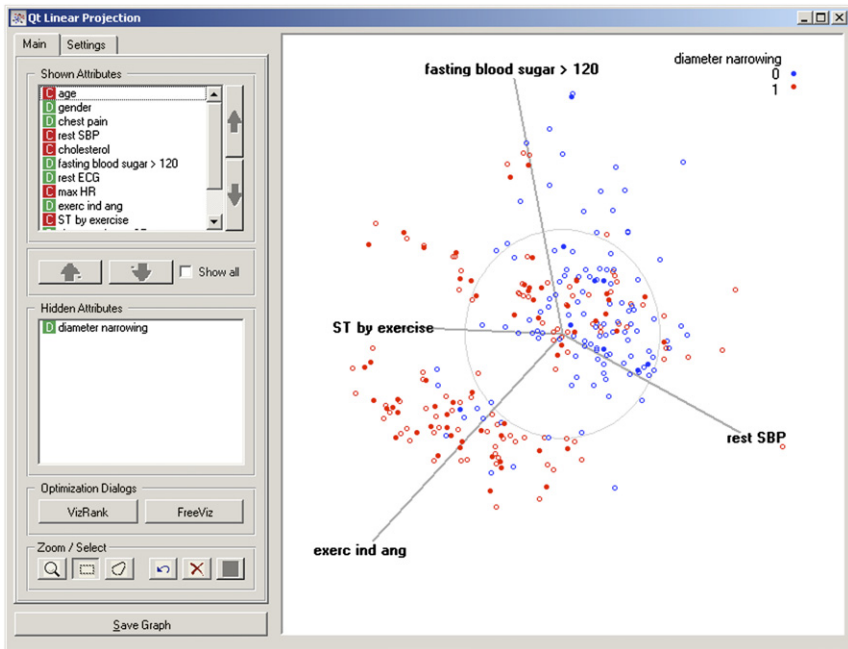 Qt Linear Projection
Main
Settings
Shown Attributes
C age
D gender
D chest pain
C rest SBP
C cholesterol
D fasting blood sugar > 120
D rest ECG
C max HR
D exerc ind ang
C ST by exercise
Show all
Hidden Attributes
D diameter narrowing
Optimization Dialogs
VizRank
FreeViz
Zoom / Select
Save Graph
fasting blood sugar > 120
diameter narrowing
0
1
ST by exercise
rest SBP
exerc ind ang